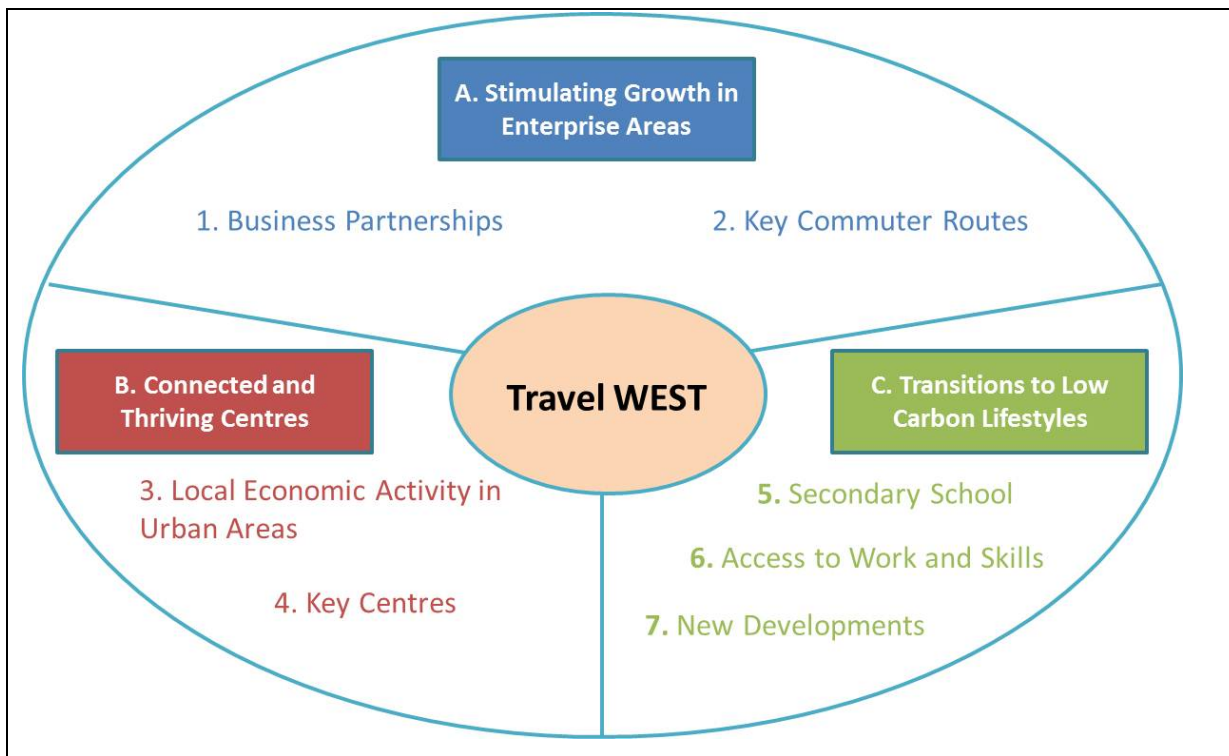 A. Stimulating Growth in
Enterprise Areas
1. Business Partnerships
2. Key Commuter Routes
Travel WEST
B. Connected and
Thriving Centres
3. Local Economic Activity in
Urban Areas
4. Key Centres
C. Transitions to Low
Carbon Lifestyles
5. Secondary School
6. Access to Work and Skills
7. New Developments